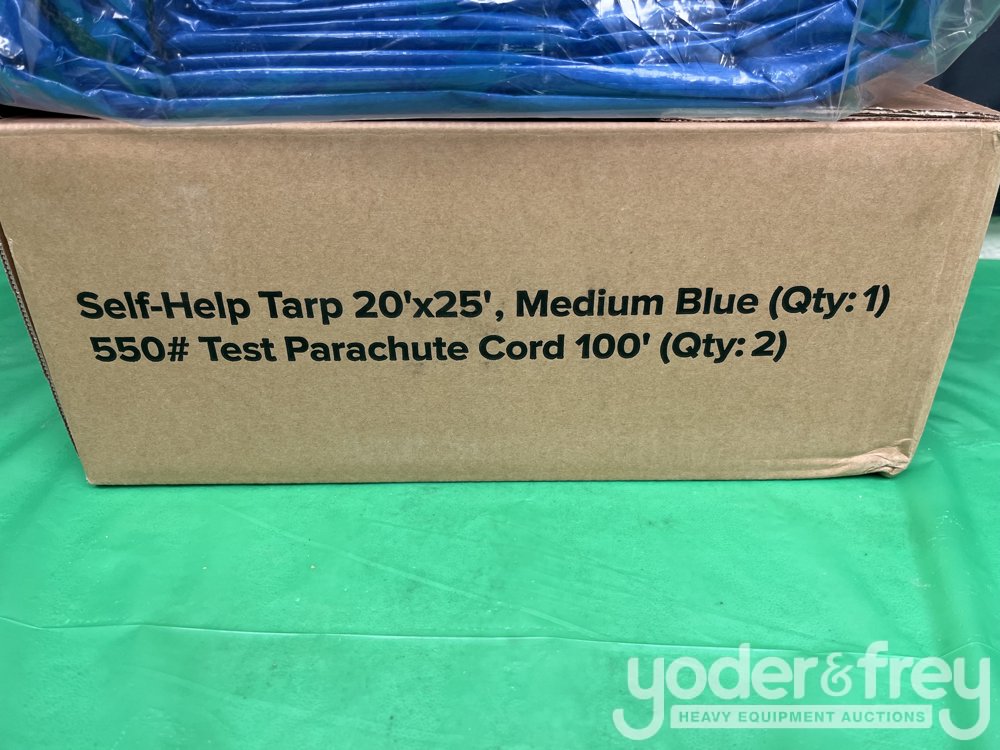 Self-Help Tarp 20'x25', Medium Blue (Qty: 1)
550# Test Parachute Cord 100' (Qty: 2)
yoder&frey
HEAVY EQUIPMENT AUCTIONS